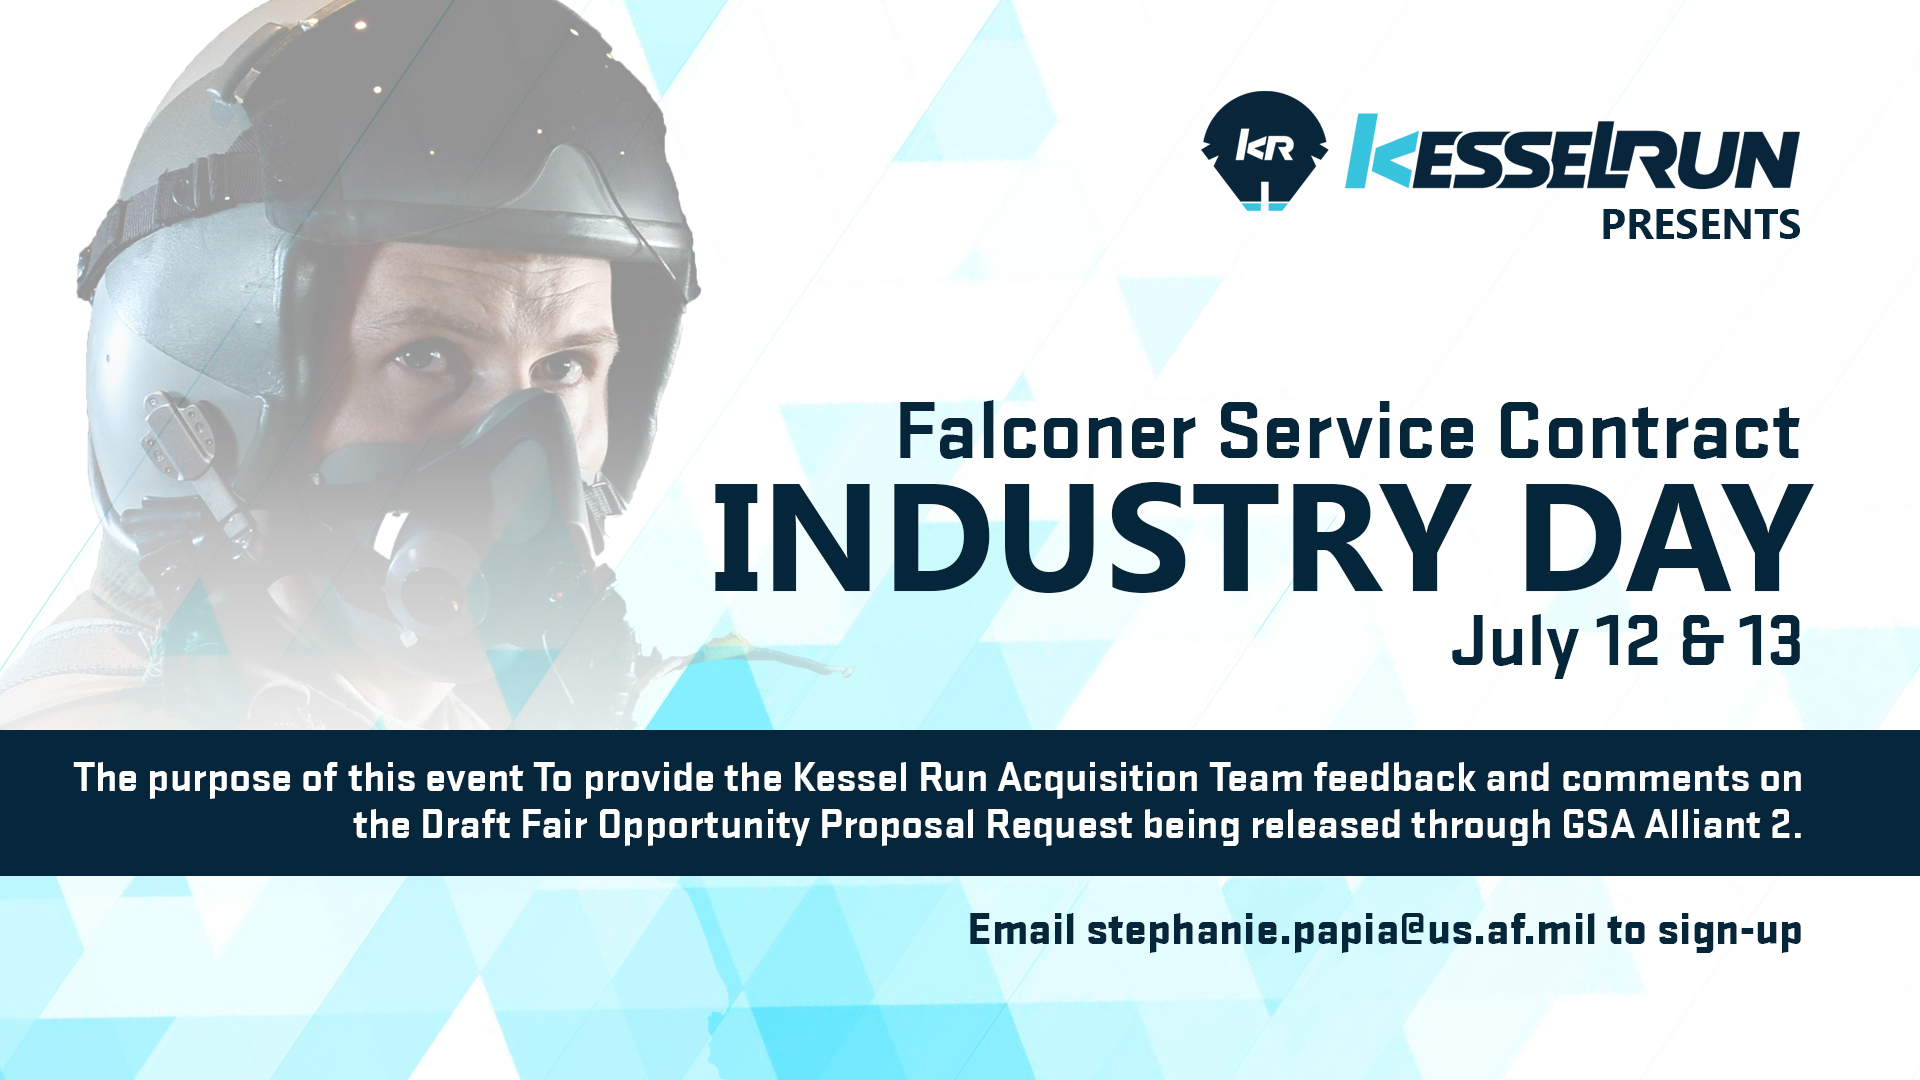 KR
KESSELRUN
PRESENTS
Falconer Service Contract
INDUSTRY DAY
July 12 & 13
The purpose of this event To provide the Kessel Run Acquisition Team feedback and comments on
the Draft Fair Opportunity Proposal Request being released through GSA Alliant 2.
Email stephanie.papia@us.af.mil to sign-up